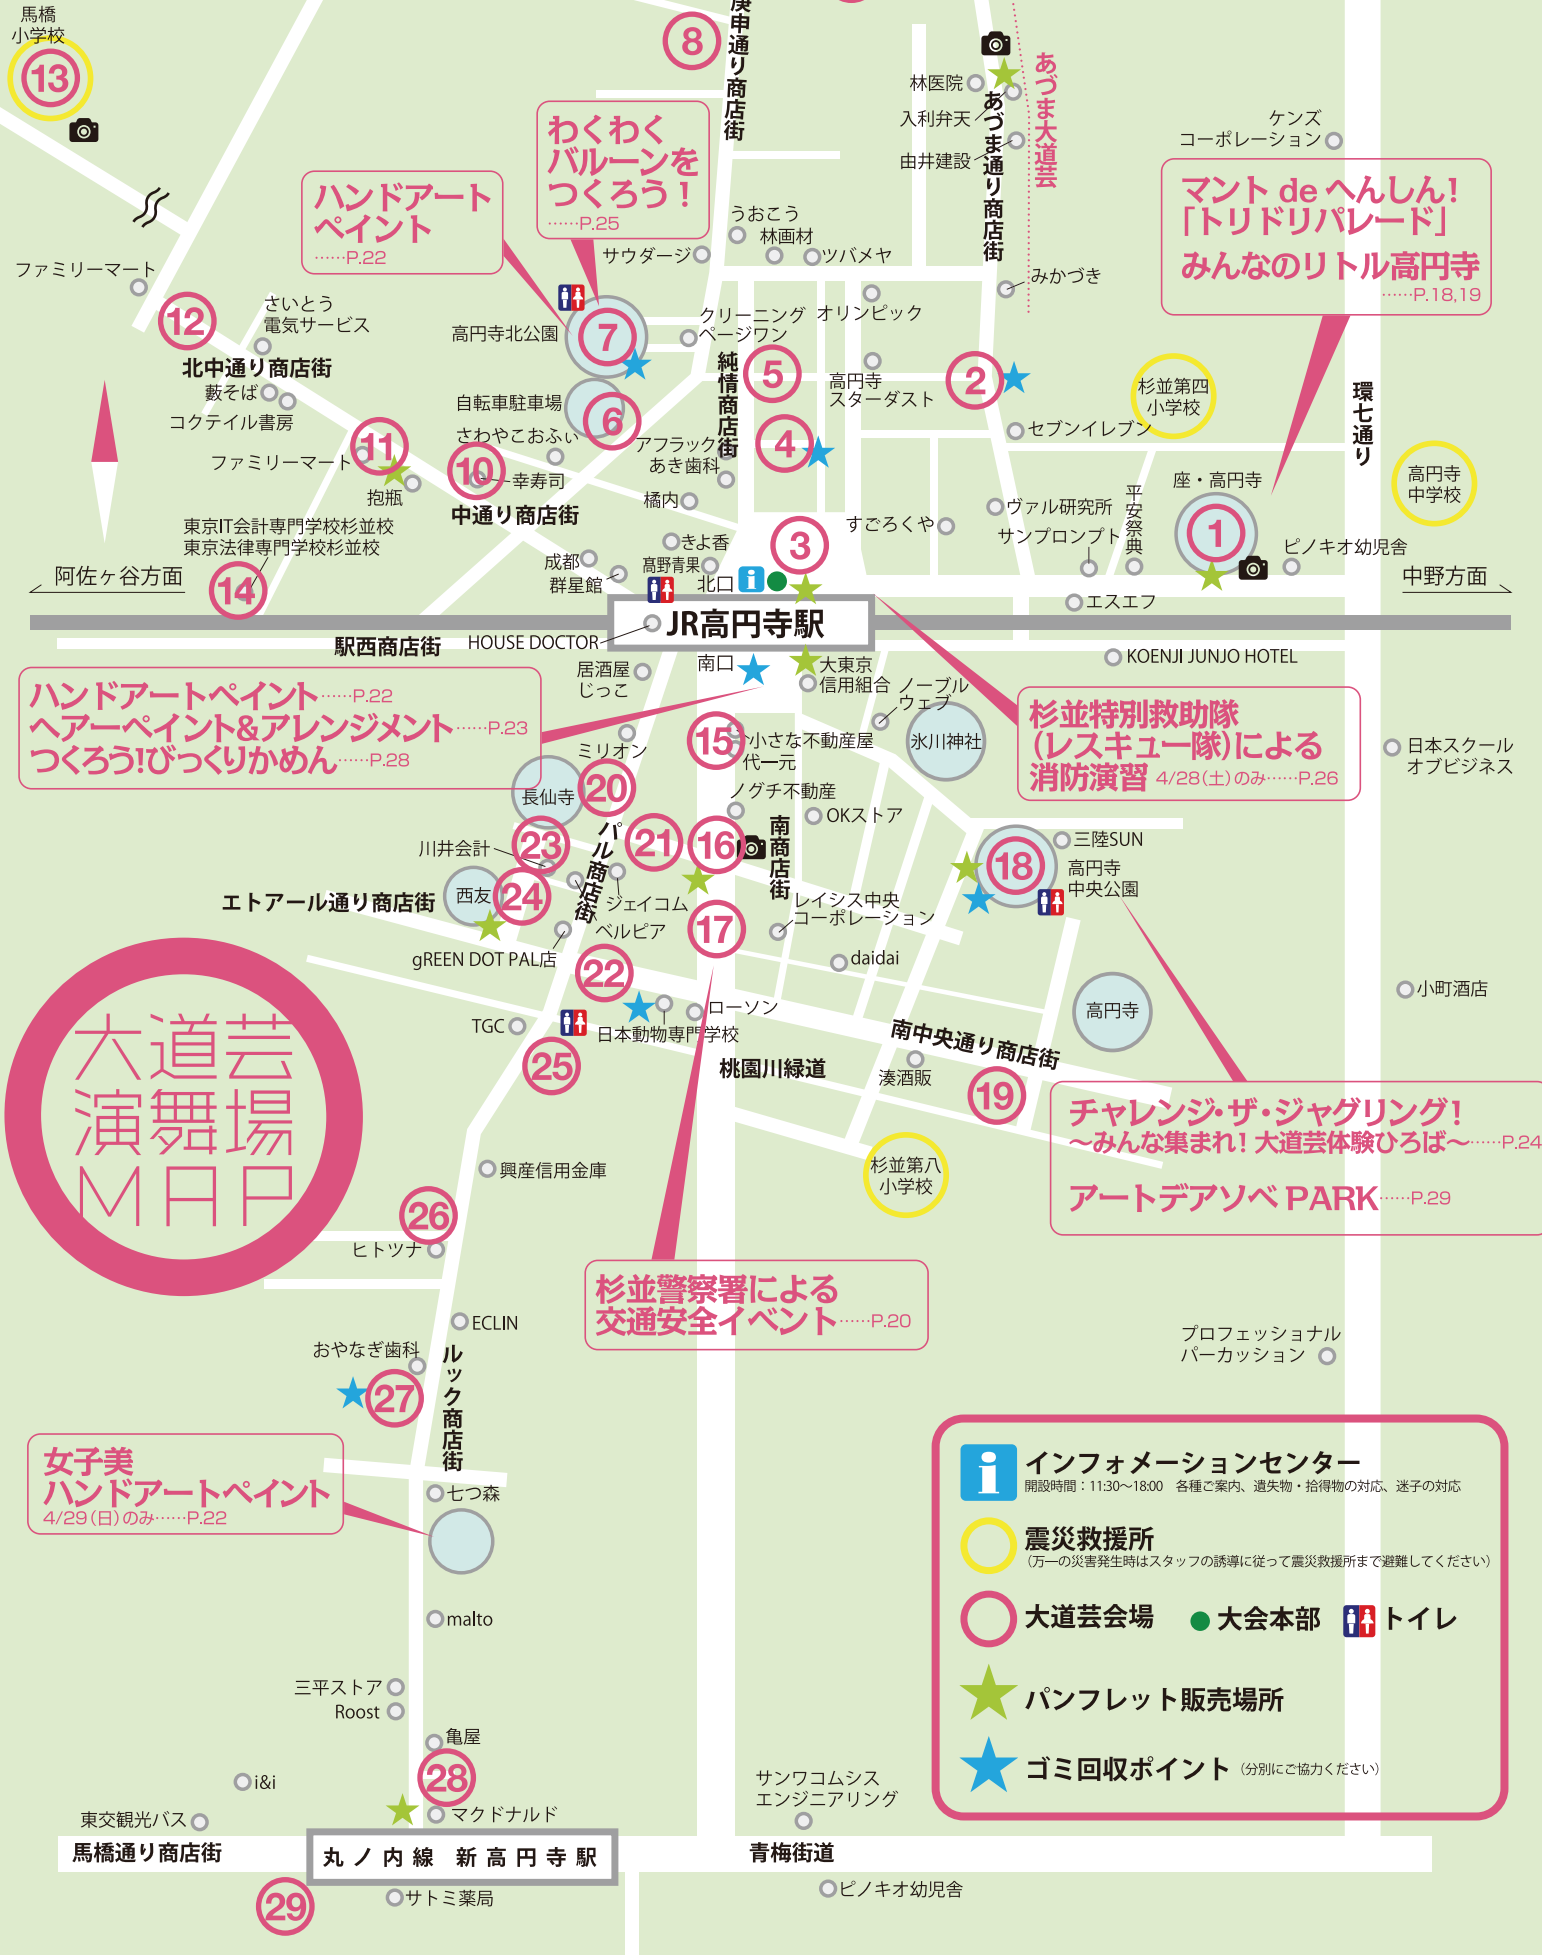 馬橋
小学校
13
8
庚申通り商店街
林医院
入利弁天
由井建設
あづま通り商店街
あづま大道芸
ケンズ
コーポレーション
わくわく
バルーンを
つくろう！
……P.25
ハンドアート
ペイント
……P.22
マント de へんしん！
「トリドリパレード」
みんなのリトル高円寺
……P.18,19
うおこう
林画材
サウダージ
ツバメヤ
みかづき
ファミリーマート
12
さいとう
電気サービス
高円寺北公園
7
クリーニング
ページワン
オリンピック
北中通り商店街
藪そば
コクテイル書房
自転車駐車場
6
純情商店街
5
高円寺
スターダスト
2
杉並第四
小学校
環七通り
11
ファミリーマート
抱瓶
10
さわやこおふぃ
幸寿司
中通り商店街
アフラック
あき歯科
4
橘内
セブンイレブン
高円寺
中学校
東京IT会計専門学校杉並校
東京法律専門学校杉並校
14
成都
群星館
きよ香
髙野青果
3
すごろくや
ヴァル研究所
サンプロンプト
平安祭典
座・高円寺
1
ピノキオ幼児舎
阿佐ヶ谷方面
中野方面
北口
エスエフ
JR高円寺駅
HOUSE DOCTOR
駅西商店街
南口
KOENJI JUNJO HOTEL
居酒屋
じっこ
大東京
信用組合
ノーブル
ウェブ
ハンドアートペイント……P.22
ヘアーペイント&アレンジメント……P.23
つくろう!びっくりかめん……P.28
杉並特別救助隊
(レスキュー隊)による
消防演習 4/28(土)のみ……P.26
氷川神社
日本スクール
オブビジネス
ミリオン
15
小さな不動産屋
代一元
長仙寺
20
ノグチ不動産
OKストア
川井会計
23
パル商店街
21
16
南商店街
18
三陸SUN
高円寺
中央公園
エトアール通り商店街
西友
24
ジェイコム
ベルピア
17
レイシス中央
コーポレーション
gREEN DOT PAL店
22
daidai
高円寺
小町酒店
TGC
日本動物専門学校
ローソン
25
桃園川緑道
南中央通り商店街
湊酒販
19
大道芸
演舞場
MAP
チャレンジ・ザ・ジャグリング！
～みんな集まれ！大道芸体験ひろば～……P.24
アートデアソベ PARK……P.29
興産信用金庫
杉並第八
小学校
26
ヒトツナ
杉並警察署による
交通安全イベント……P.20
ECLIN
おやなぎ歯科
27
ルック商店街
プロフェッショナル
パーカッション
女子美
ハンドアートペイント
4/29(日)のみ……P.22
七つ森
malto
三平ストア
Roost
亀屋
28
i&i
東交観光バス
マクドナルド
馬橋通り商店街
丸ノ内線 新高円寺駅
29
サトミ薬局
サンワコムシス
エンジニアリング
青梅街道
ピノキオ幼児舎
i インフォメーションセンター
開設時間：11:30～18:00　各種ご案内、遺失物・拾得物の対応、迷子の対応
震災救援所
（万一の災害発生時はスタッフの誘導に従って震災救援所まで避難してください）
大道芸会場 大会本部 トイレ
パンフレット販売場所
ゴミ回収ポイント（分別にご協力ください）